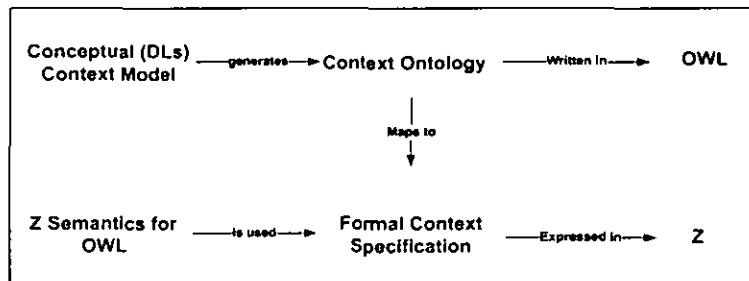 Conceptual (DLs)
Context Model
generates
Context Ontology
Written in
OWL
Maps to
Z Semantics for
OWL
is used
Formal Context
Specification
Expressed in
Z